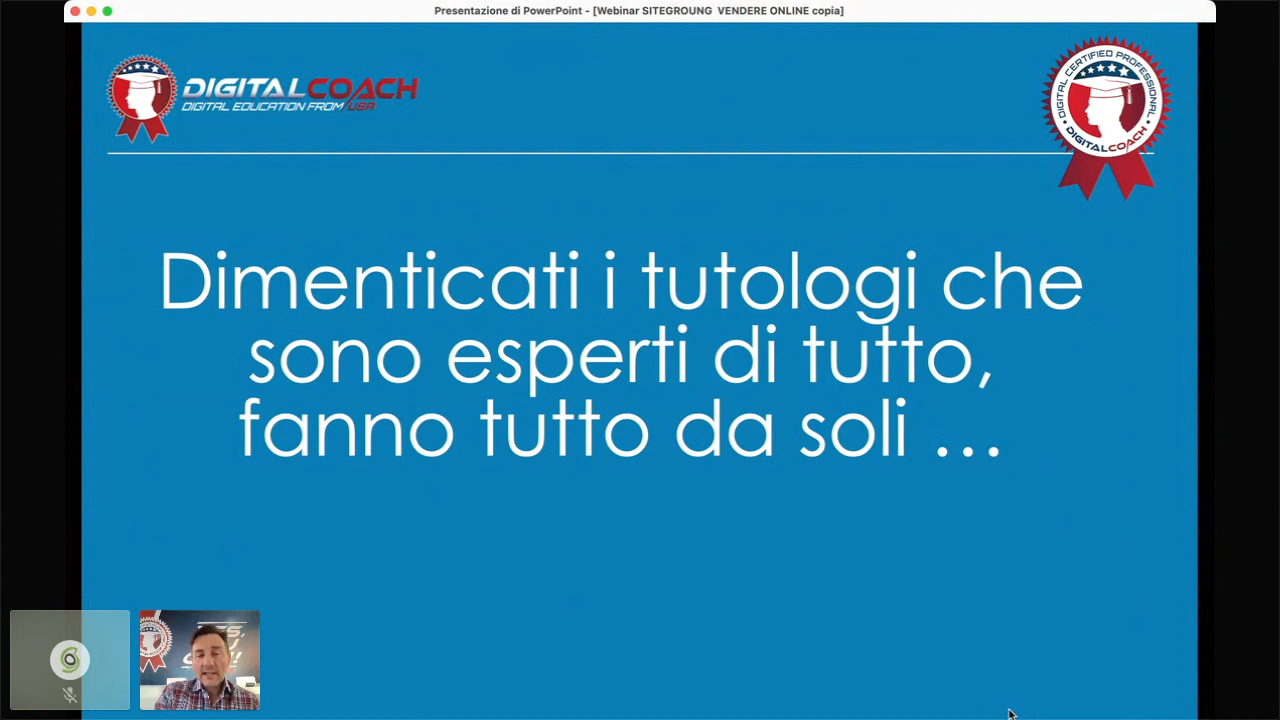 Presentazione di PowerPoint - [Webinar SITEGROUNG VENDERE ONLINE copia]
DIGITALCOACH
DIGITAL EDUCATION FROM USA
DIGITAL CERTIFIED PROFESSIONAL
DIGITALCOACH
Dimenticati i tutologi che
sono esperti di tutto,
fanno tutto da soli ...